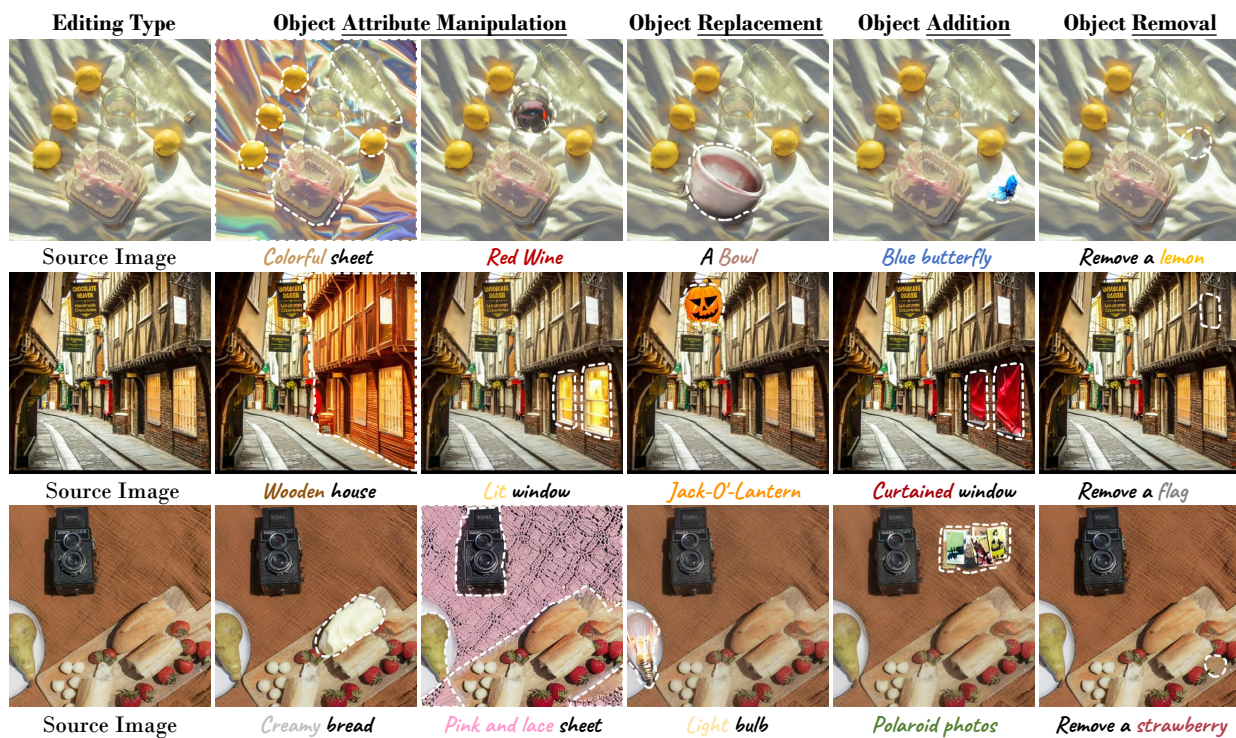 Editing Type Object Attribute Manipulation Object Replacement Object Addition Object Removal
Source Image Colorful sheet Red Wine A Bowl Blue butterfly Remove a lemon
CHOCOLATE
HEAVEN
Handmade
Chocolates
Source Image Wooden house Lit window Jack-O'-Lantern Curtained window Remove a flag
Source Image Creamy bread Pink and lace sheet Light bulb Polaroid photos Remove a strawberry